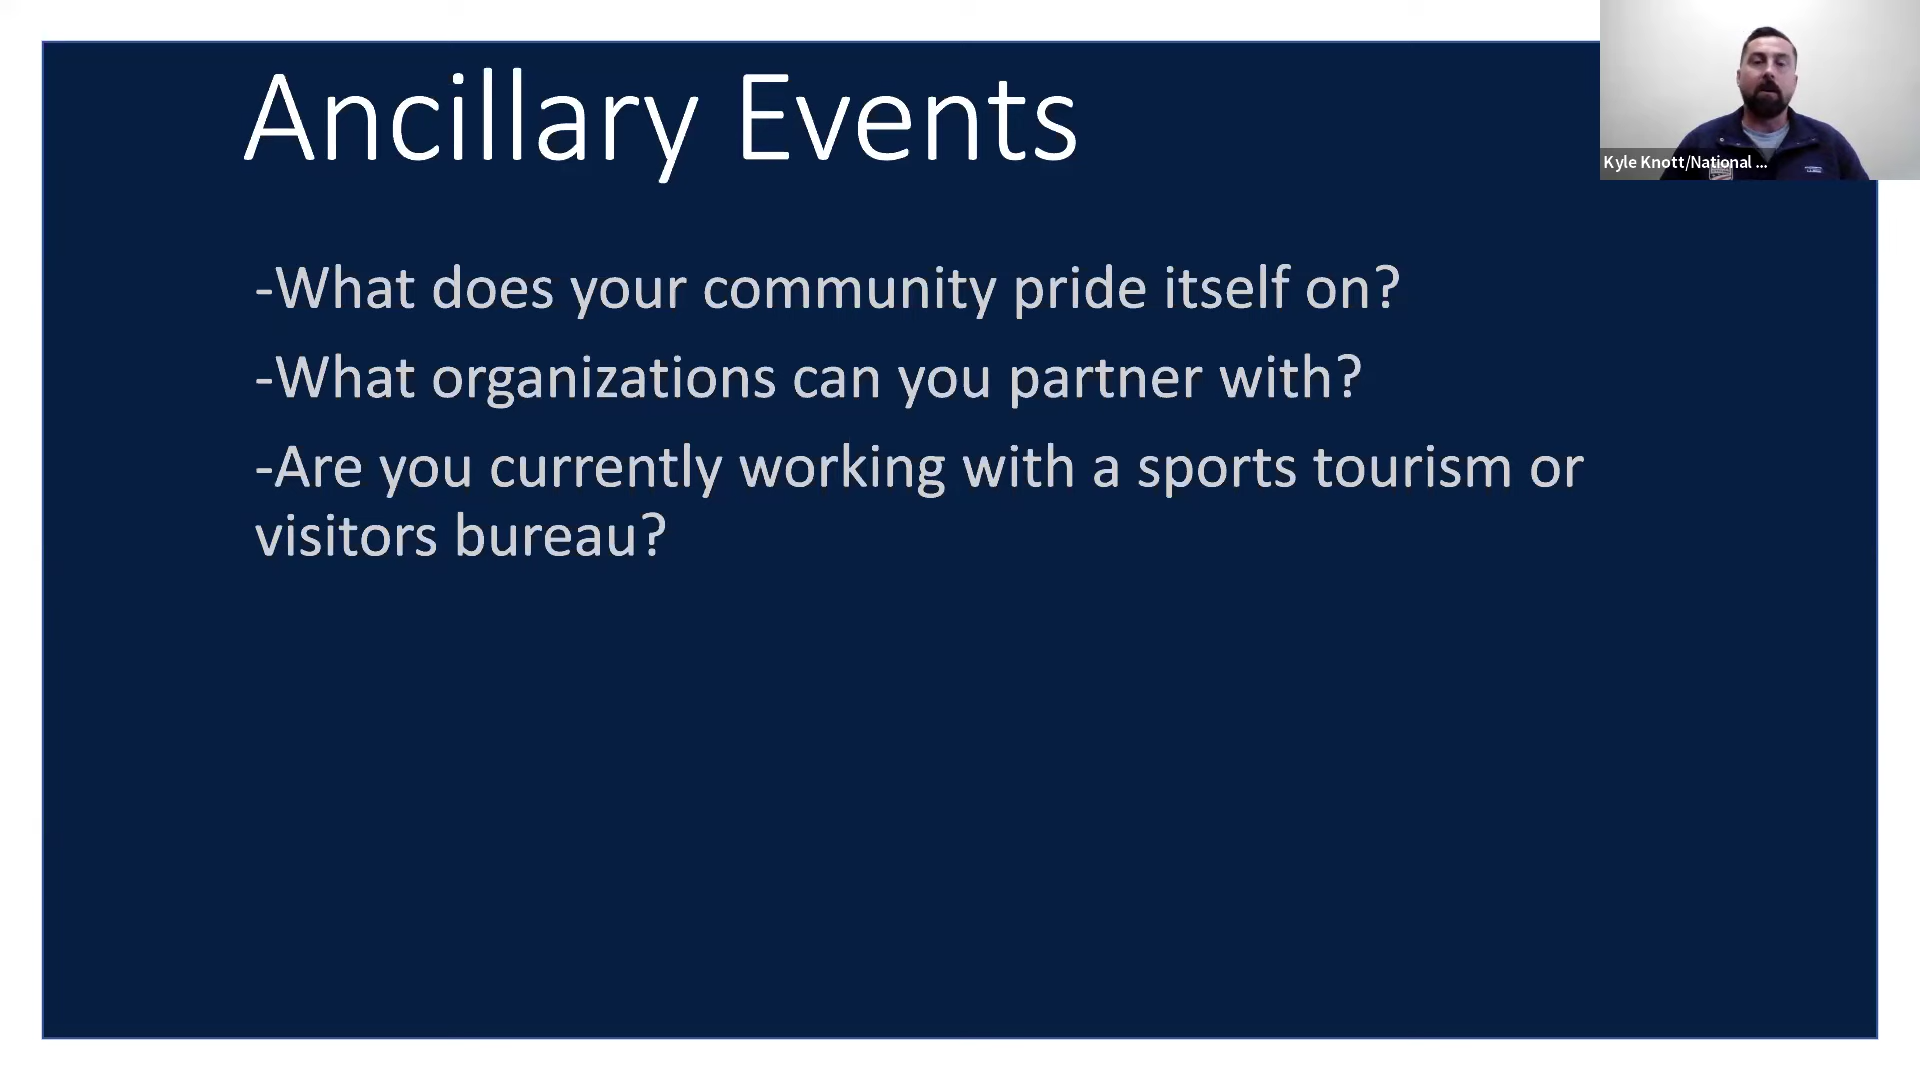 Ancillary Events
Kyle Knott/National ...
-What does your community pride itself on?
-What organizations can you partner with?
-Are you currently working with a sports tourism or
visitors bureau?